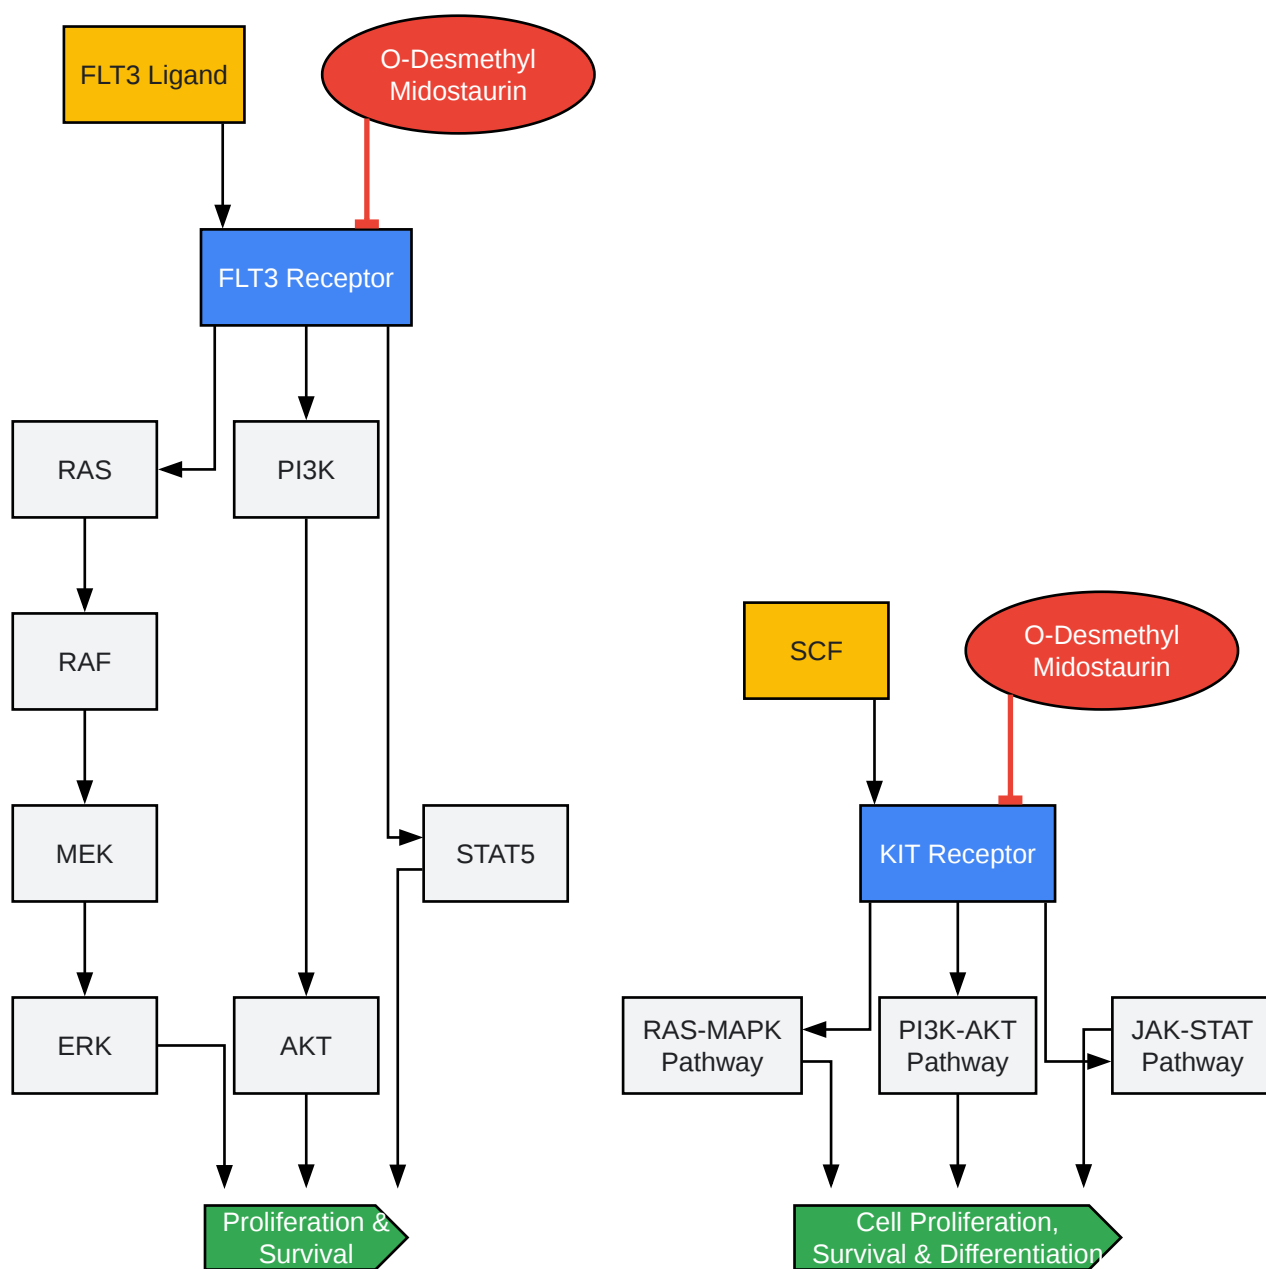 FLT3 Ligand
O-Desmethyl
Midostaurin
FLT3 Receptor
RAS
PI3K
RAF
MEK
STAT5
ERK
AKT
Proliferation &
Survival
SCF
O-Desmethyl
Midostaurin
KIT Receptor
RAS-MAPK
Pathway
PI3K-AKT
Pathway
JAK-STAT
Pathway
Cell Proliferation,
Survival & Differentiation